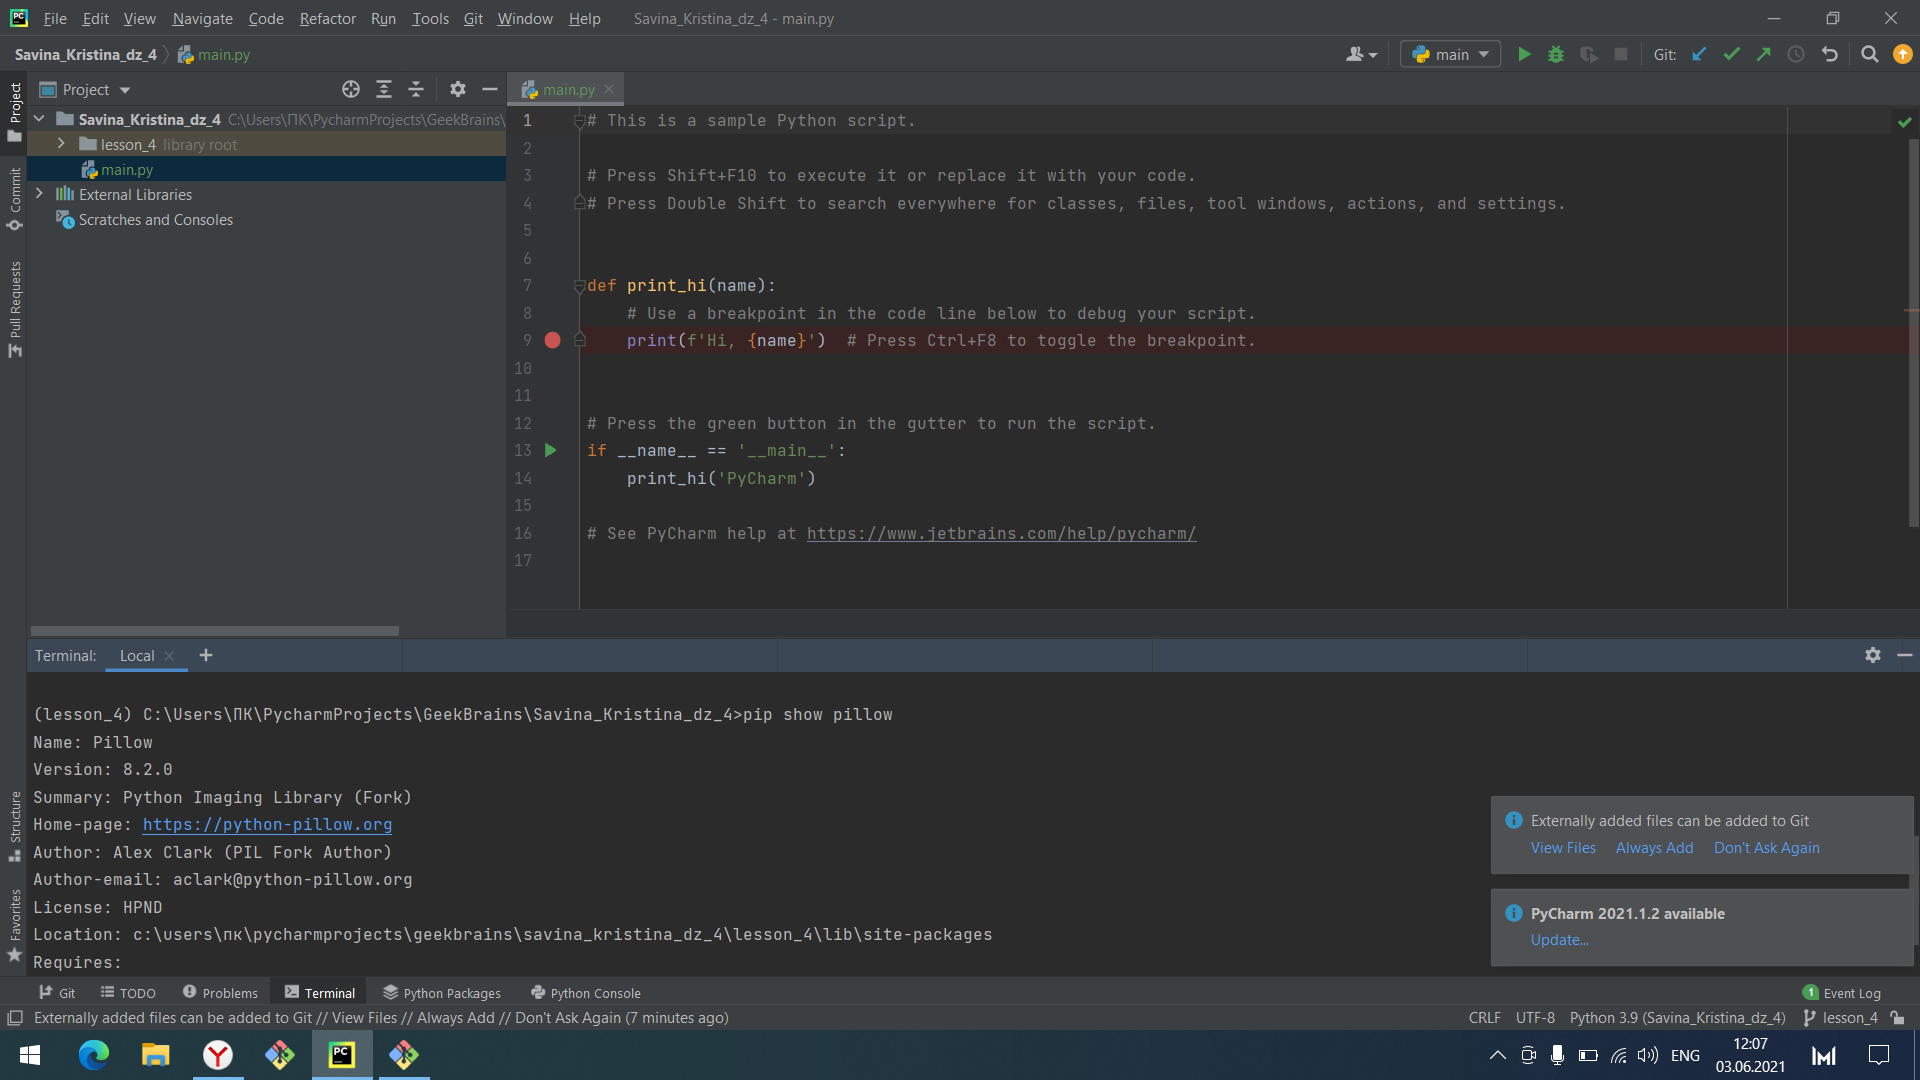 File Edit View Navigate Code Refactor Run Tools Git Window Help Savina_Kristina_dz_4 - main.py
Savina_Kristina_dz_4 main.py main Git:
Project main.py
Savina_Kristina_dz_4 C:\Users\ПК\PycharmProjects\GeekBrains\
lesson_4 library root
main.py
External Libraries
Scratches and Consoles
Project
Commit
Pull Requests
Structure
Favorites
1 # This is a sample Python script.
2
3 # Press Shift+F10 to execute it or replace it with your code.
4 # Press Double Shift to search everywhere for classes, files, tool windows, actions, and settings.
5
6
7 def print_hi(name):
8 # Use a breakpoint in the code line below to debug your script.
9 print(f'Hi, {name}')  # Press Ctrl+F8 to toggle the breakpoint.
10
11
12 # Press the green button in the gutter to run the script.
13 if __name__ == '__main__':
14 print_hi('PyCharm')
15
16 # See PyCharm help at https://www.jetbrains.com/help/pycharm/
17
Terminal: Local
(lesson_4) C:\Users\ПК\PycharmProjects\GeekBrains\Savina_Kristina_dz_4>pip show pillow
Name: Pillow
Version: 8.2.0
Summary: Python Imaging Library (Fork)
Home-page: https://python-pillow.org
Author: Alex Clark (PIL Fork Author)
Author-email: aclark@python-pillow.org
License: HPND
Location: c:\users\пк\pycharmprojects\geekbrains\savina_kristina_dz_4\lesson_4\lib\site-packages
Requires:
Externally added files can be added to Git
View Files Always Add Don't Ask Again
PyCharm 2021.1.2 available
Update...
Git TODO Problems Terminal Python Packages Python Console 1 Event Log
Externally added files can be added to Git // View Files // Always Add // Don't Ask Again (7 minutes ago) CRLF UTF-8 Python 3.9 (Savina_Kristina_dz_4) lesson_4
PC ENG 12:07
03.06.2021